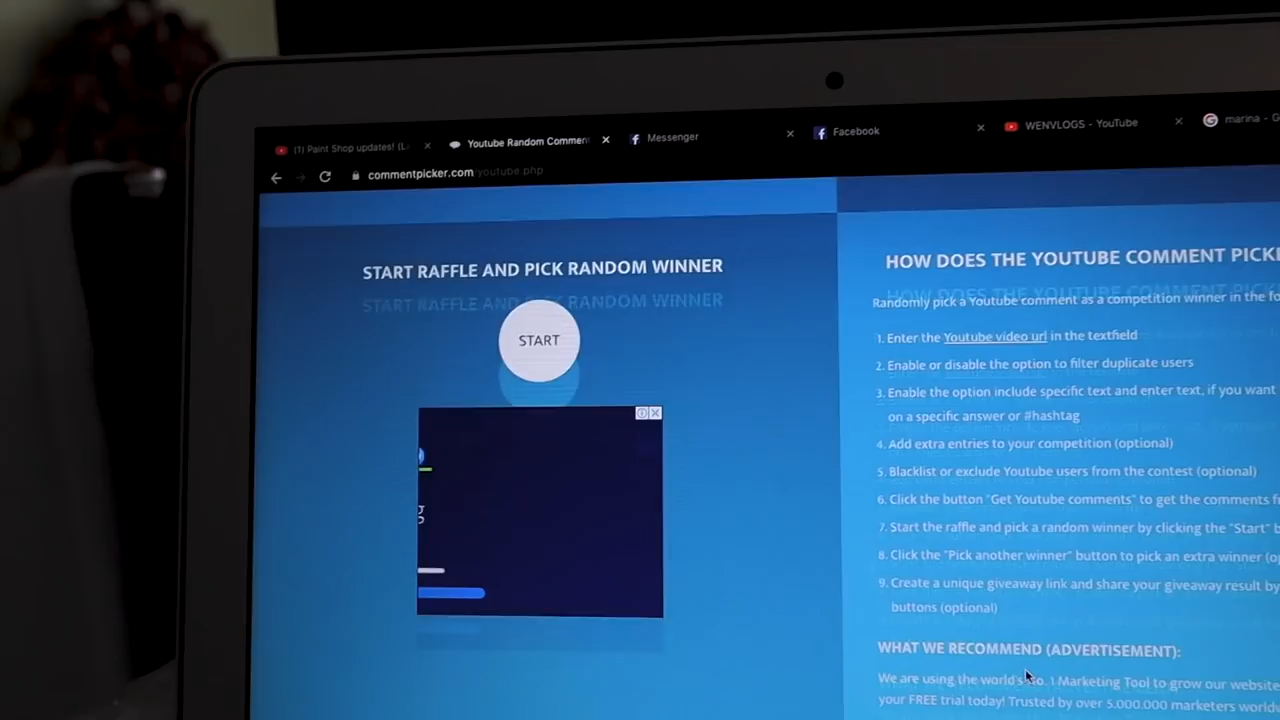 (1) Paint Shop updates! (L
Youtube Random Commen
Messenger
Facebook
WENVLOGS - YouTube
marina - G
commentpicker.com/youtube.php
START RAFFLE AND PICK RANDOM WINNER
START
HOW DOES THE YOUTUBE COMMENT PICK
Randomly pick a Youtube comment as a competition winner in the fo
1. Enter the Youtube video url in the textfield
2. Enable or disable the option to filter duplicate users
3. Enable the option include specific text and enter text, if you want
on a specific answer or #hashtag
4. Add extra entries to your competition (optional)
5. Blacklist or exclude Youtube users from the contest (optional)
6. Click the button "Get Youtube comments" to get the comments f
7. Start the raffle and pick a random winner by clicking the "Start" b
8. Click the "Pick another winner" button to pick an extra winner (o
9. Create a unique giveaway link and share your giveaway result by
buttons (optional)
WHAT WE RECOMMEND (ADVERTISEMENT):
We are using the world's No. 1 Marketing Tool to grow our website
your FREE trial today! Trusted by over 5.000.000 marketers world